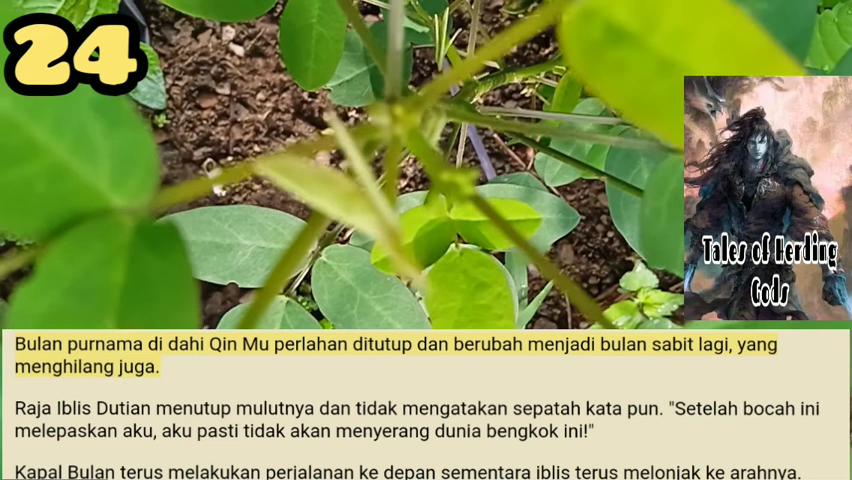 24
Tales of Herding
Gods
Bulan purnama di dahi Qin Mu perlahan ditutup dan berubah menjadi bulan sabit lagi, yang
menghilang juga.
Raja Iblis Dutian menutup mulutnya dan tidak mengatakan sepatah kata pun. "Setelah bocah ini
melepaskan aku, aku pasti tidak akan menyerang dunia bengkok ini!"
Kapal Bulan terus melakukan perjalanan ke depan sementara iblis terus melonjak ke arahnya.